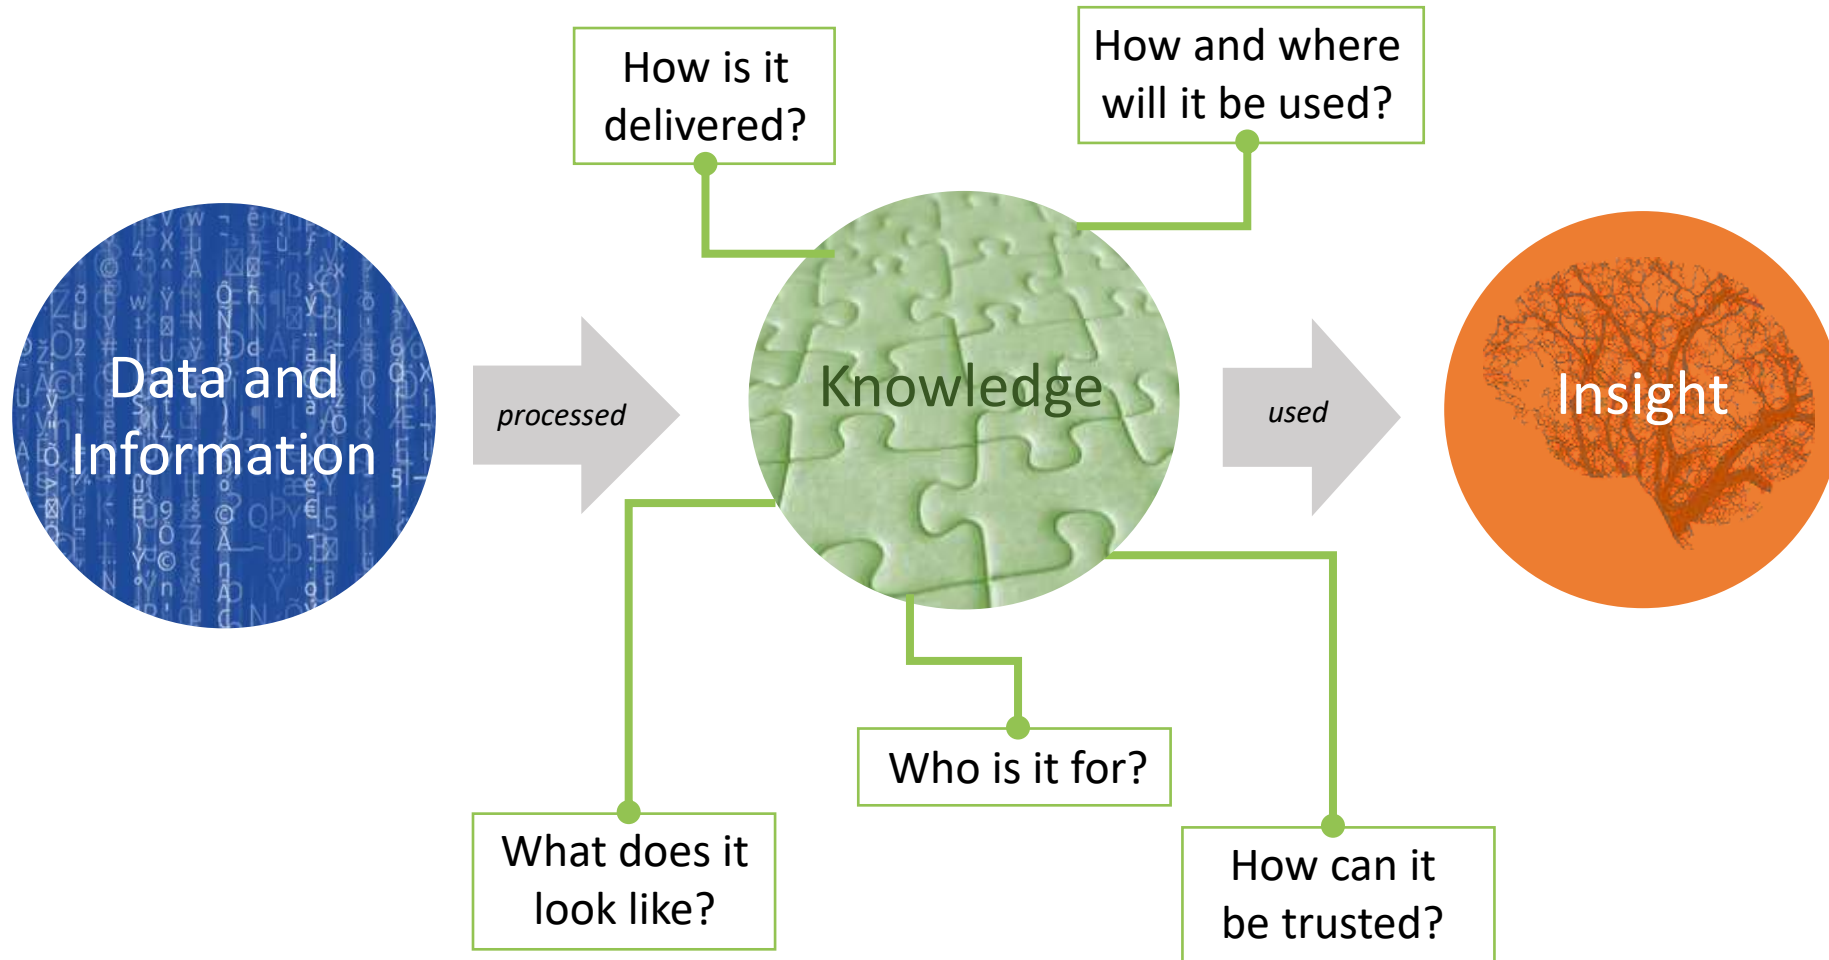 How is it
delivered?
How and where
will it be used?
Data and
Information
processed
Knowledge
used
Insight
Who is it for?
What does it
look like?
How can it
be trusted?